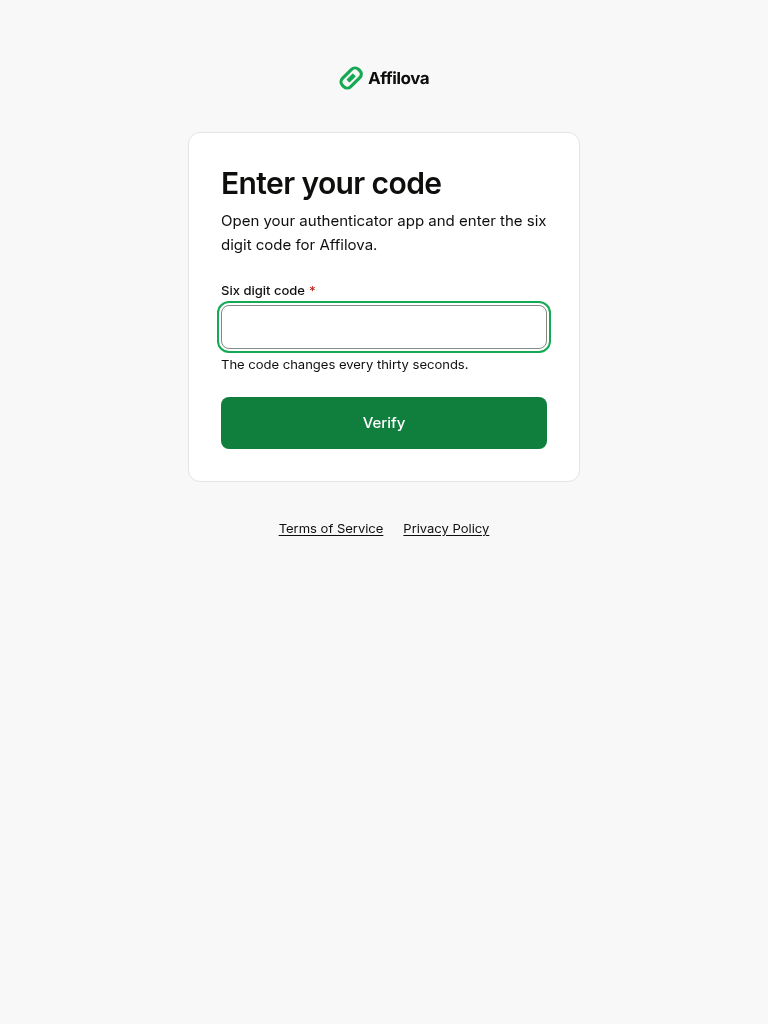 Affilova
Enter your code
Open your authenticator app and enter the six
digit code for Affilova.
Six digit code *
The code changes every thirty seconds.
Verify
Terms of Service Privacy Policy